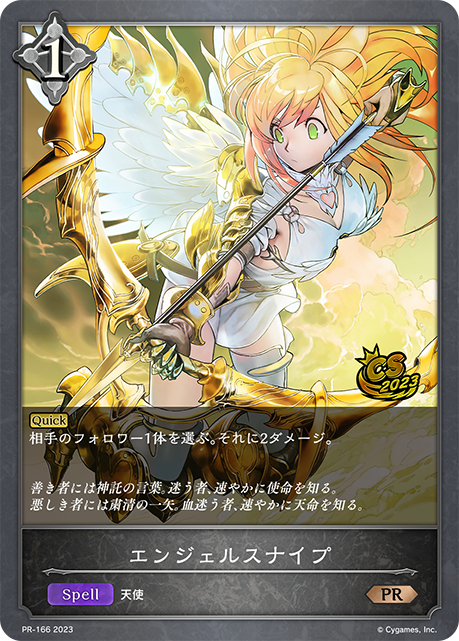 1
CS
2023
Quick
相手のフォロワー1体を選ぶ。それに2ダメージ。
善き者には神託の言葉。迷う者、速やかに使命を知る。
悪しき者には粛清の一矢。血迷う者、速やかに天命を知る。
エンジェルスナイプ
Spell 天使 PR
PR-166 2023 © Cygames, Inc.